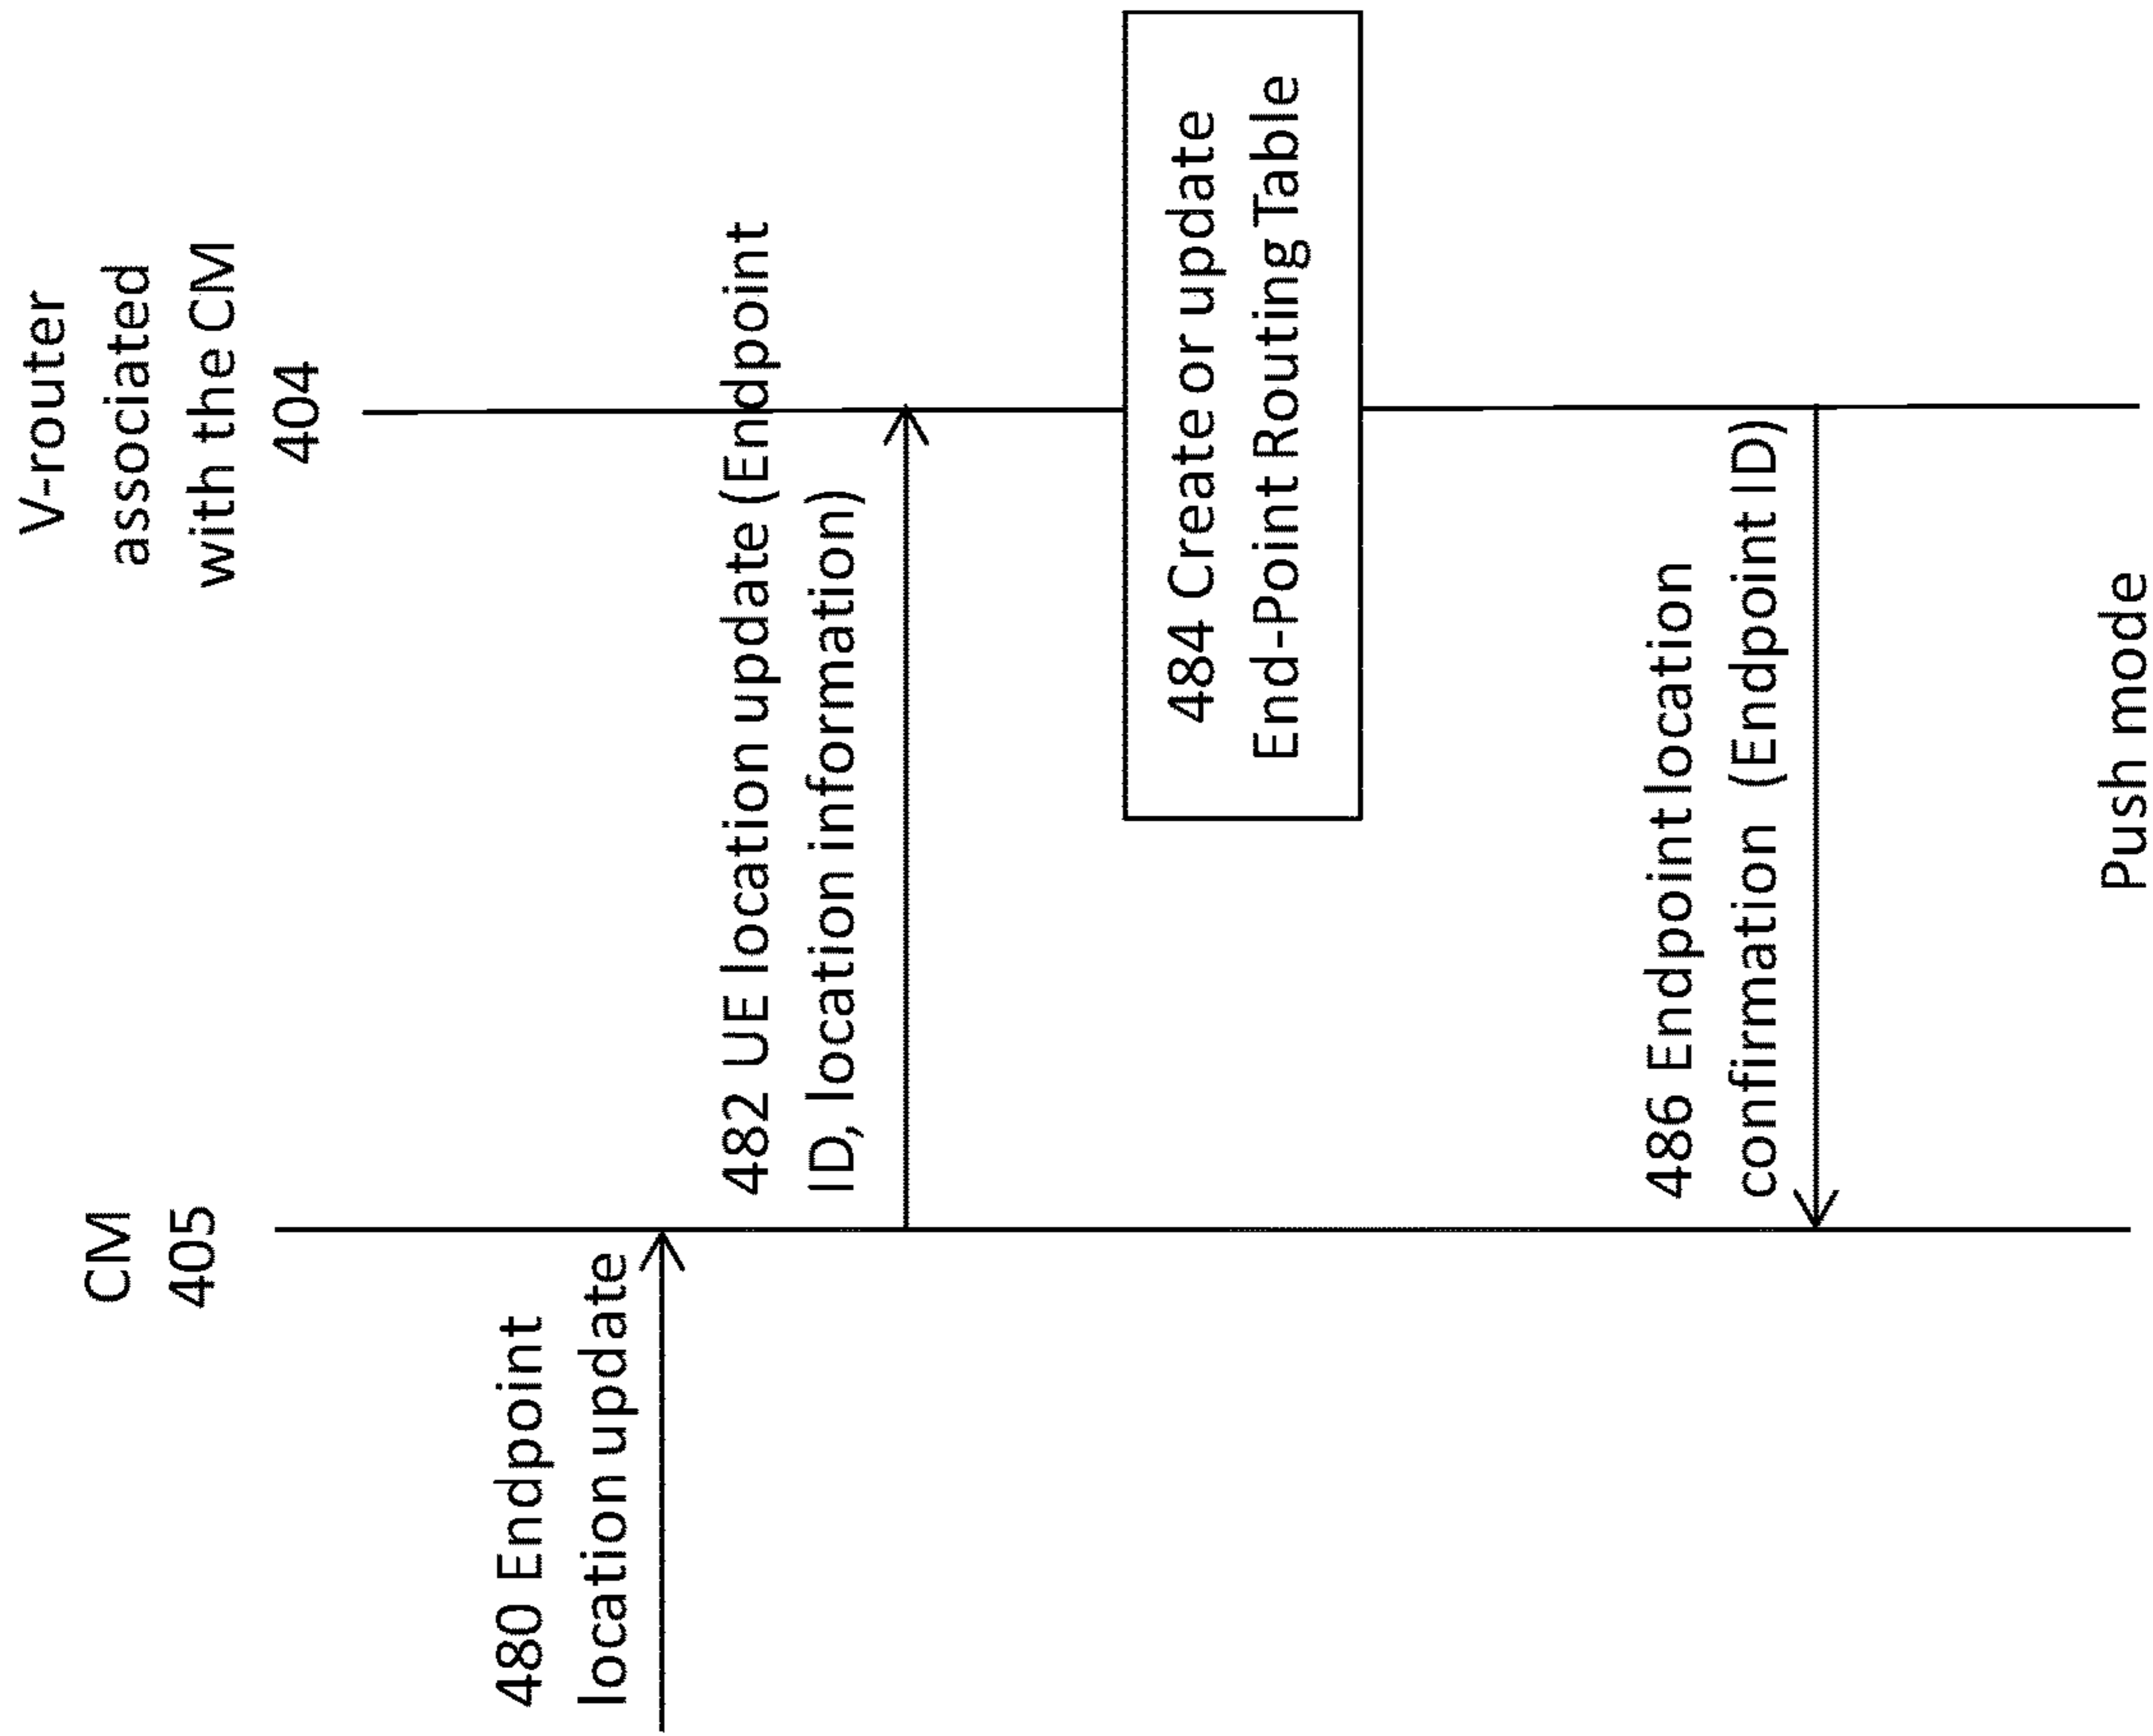 CM
405
V-router
associated
with the CM
404
480 Endpoint
location update
482 UE location update (Endpoint
ID, location information)
484 Create or update
End-Point Routing Table
486 Endpoint location
confirmation (Endpoint ID)
Push mode